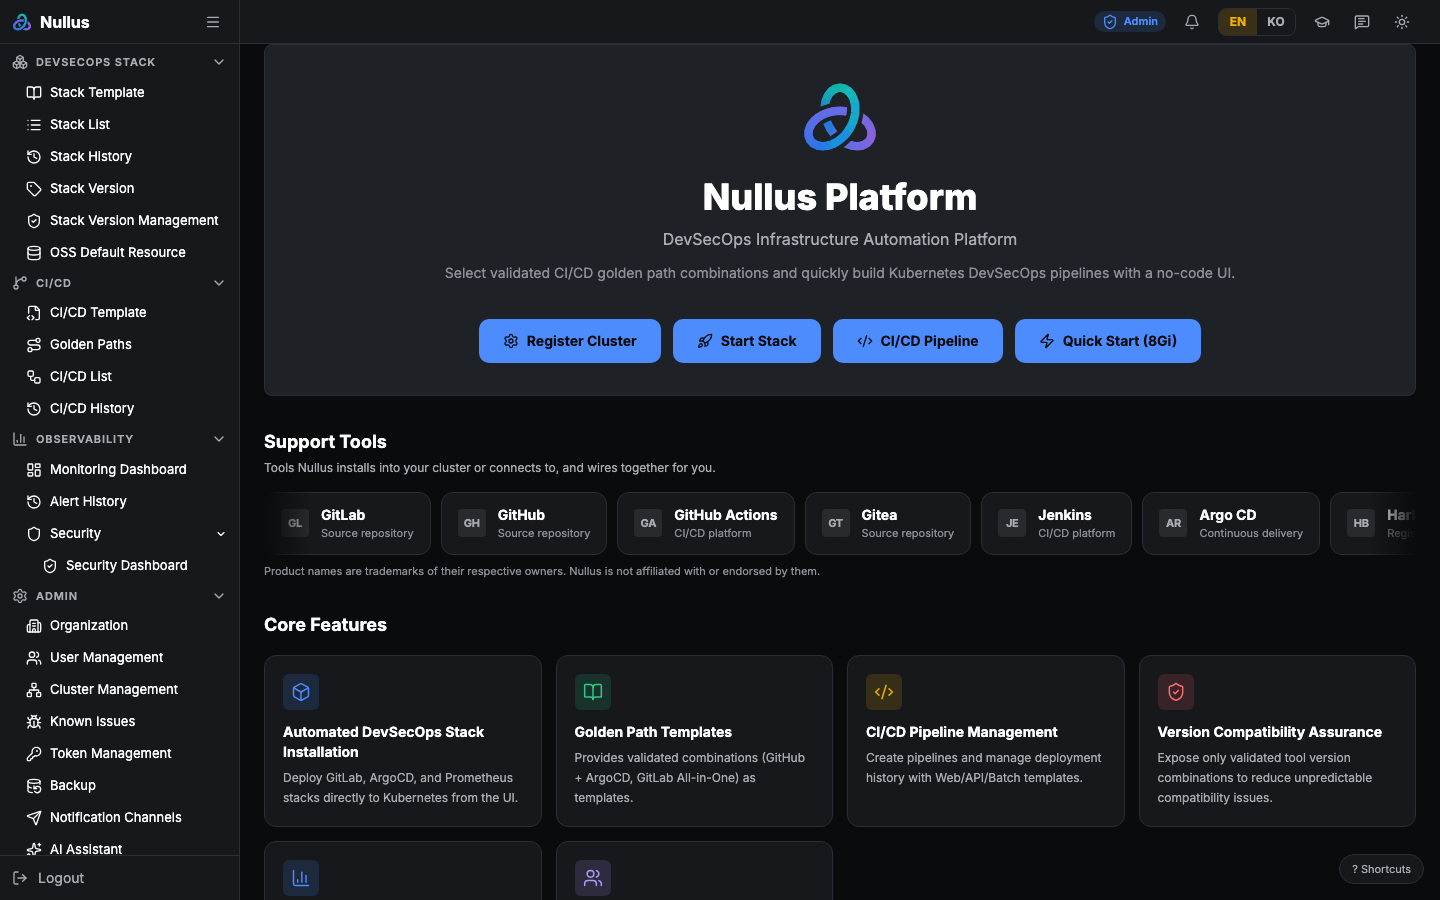 Nullus
Admin
EN
KO
DEVSECOPS STACK
Stack Template
Stack List
Stack History
Stack Version
Stack Version Management
OSS Default Resource
CI/CD
CI/CD Template
Golden Paths
CI/CD List
CI/CD History
OBSERVABILITY
Monitoring Dashboard
Alert History
Security
Security Dashboard
ADMIN
Organization
User Management
Cluster Management
Known Issues
Token Management
Backup
Notification Channels
AI Assistant
Logout
Nullus Platform
DevSecOps Infrastructure Automation Platform
Select validated CI/CD golden path combinations and quickly build Kubernetes DevSecOps pipelines with a no-code UI.
Register Cluster
Start Stack
CI/CD Pipeline
Quick Start (8Gi)
Support Tools
Tools Nullus installs into your cluster or connects to, and wires together for you.
GL
GitLab
Source repository
GH
GitHub
Source repository
GA
GitHub Actions
CI/CD platform
GT
Gitea
Source repository
JE
Jenkins
CI/CD platform
AR
Argo CD
Continuous delivery
HB
Product names are trademarks of their respective owners. Nullus is not affiliated with or endorsed by them.
Core Features
Automated DevSecOps Stack
Installation
Deploy GitLab, ArgoCD, and Prometheus
stacks directly to Kubernetes from the UI.
Golden Path Templates
Provides validated combinations (GitHub
+ ArgoCD, GitLab All-in-One) as
templates.
CI/CD Pipeline Management
Create pipelines and manage deployment
history with Web/API/Batch templates.
Version Compatibility Assurance
Expose only validated tool version
combinations to reduce unpredictable
compatibility issues.
? Shortcuts